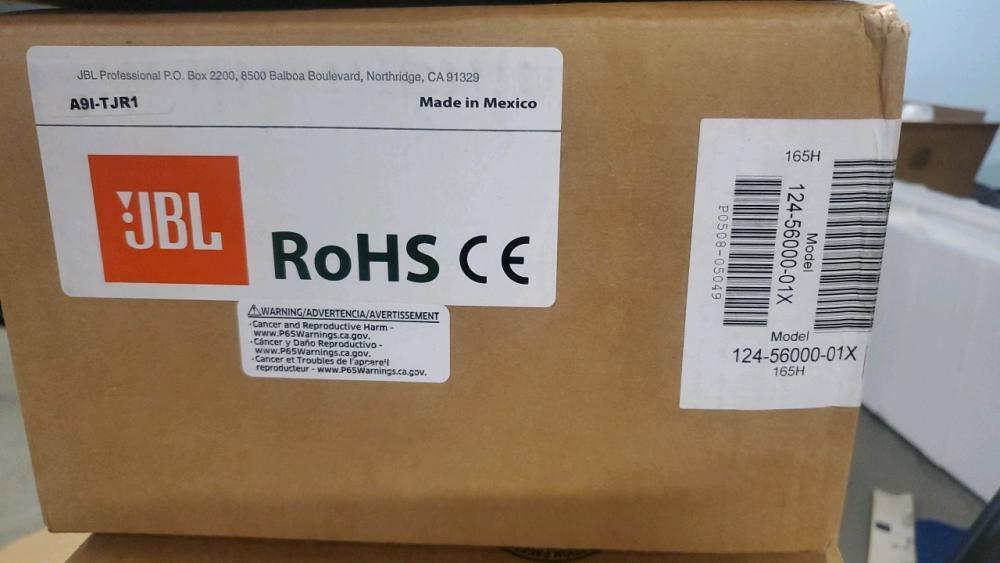 JBL Professional P.O. Box 2200, 8500 Balboa Boulevard, Northridge, CA 91329
A9I-TJR1
Made in Mexico
JBL
RoHS CE
WARNING/ADVERTENCIA/AVERTISSEMENT
-Cancer and Reproductive Harm -
www.P65Warnings.ca.gov.
-Cáncer y Daño Reproductivo -
www.P65Warnings.ca.gov.
-Cancer et Troubles de l'appareil
reproducteur - www.P65Warnings.ca.gov.
165H
Model
124-56000-01X
P0508-05049
Model
124-56000-01X
165H